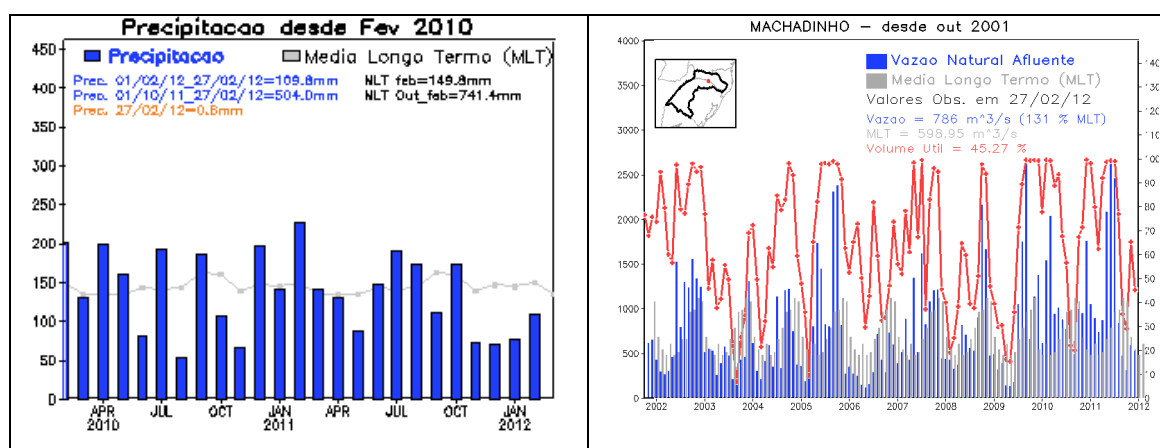 Precipitacao desde Fev 2010
Precipitacao
Media Longo Termo (MLT)
Prec. 01/02/12_27/02/12=109.8mm
NLT feb=149.8mm
Prec. 01/10/11_27/02/12=504.0mm
NLT Out_feb=741.4mm
Prec. 27/02/12=0.6mm
450
400
350
300
250
200
150
100
50
0
APR JUL OCT JAN APR JUL OCT JAN
2010 2011 2012
MACHADINHO – desde out 2001
Vazao Natural Afluente
Media Longo Termo (MLT)
Valores Obs. em 27/02/12
Vazao = 786 m^3/s (131 % MLT)
MLT = 598.95 m^3/s
Volume Util = 45.27 %
4000
3500
3000
2500
2000
1500
1000
500
0
2002 2003 2004 2005 2006 2007 2008 2009 2010 2011 2012